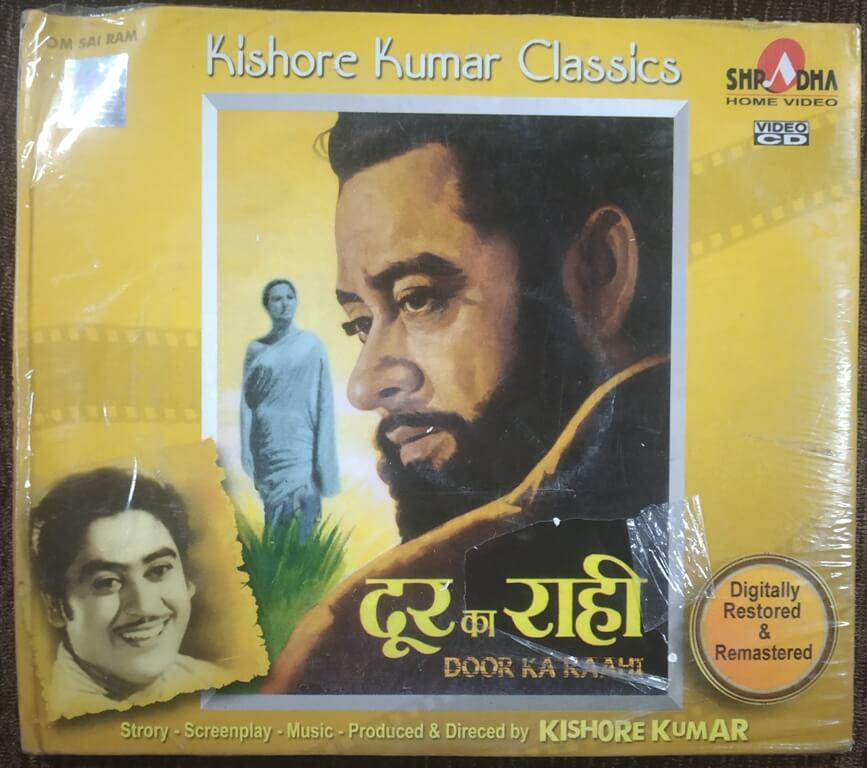 OM SAI RAM
Kishore Kumar Classics
SHRADHA
HOME VIDEO
VIDEO
CD
दूर का राही
DOOR KA RAAHI
Digitally
Restored
&
Remastered
Strory - Screenplay - Music - Produced & Direced by KISHORE KUMAR